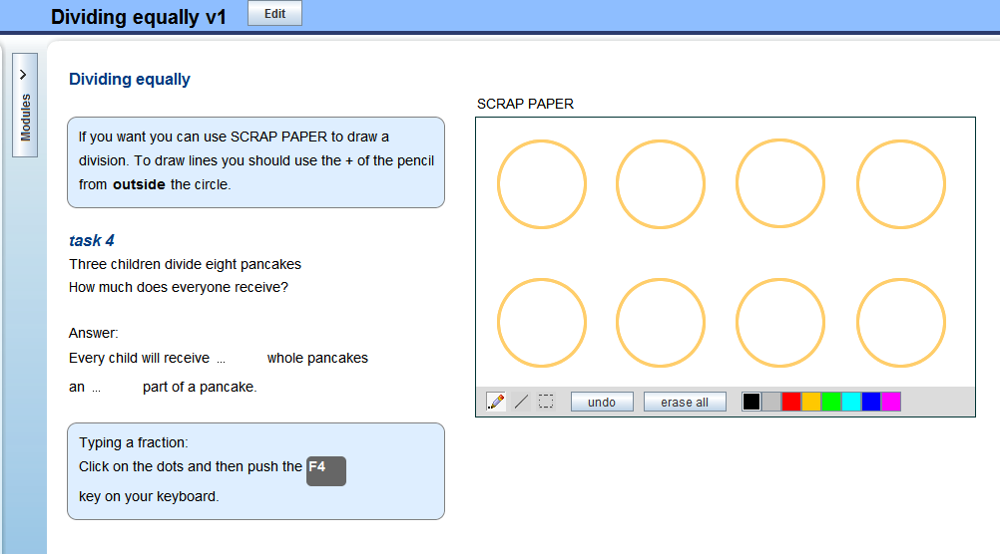 Dividing equally v1
Edit
Modules
Dividing equally
If you want you can use SCRAP PAPER to draw a
division. To draw lines you should use the + of the pencil
from outside the circle.
task 4
Three children divide eight pancakes
How much does everyone receive?
Answer:
Every child will receive ... whole pancakes
an ... part of a pancake.
Typing a fraction:
Click on the dots and then push the F4
key on your keyboard.
SCRAP PAPER
undo
erase all